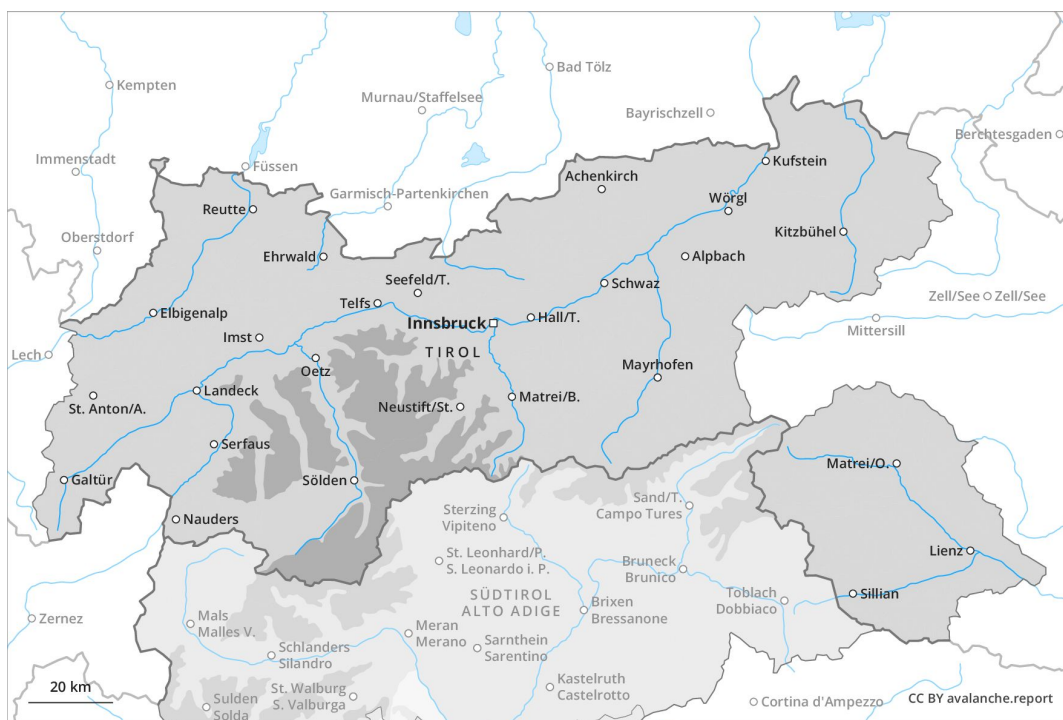 Kempten
Bad Tölz
Murnau/Staffelsee
Bayrischzell
Berchtesgaden
Immenstadt
Füssen
Kufstein
Achenkirch
Garmisch-Partenkirchen
Wörgl
Reutte
Oberstdorf
Kitzbühel
Ehrwald
Alpbach
Seefeld/T.
Schwaz
Zell/See
Zell/See
Telfs
Elbigenalp
Hall/T.
Innsbruck
Mittersill
Imst
Lech
TIROL
Oetz
Mayrhofen
Landeck
St. Anton/A.
Neustift/St.
Matrei/B.
Serfaus
Matrei/O.
Galtür
Sölden
Sand/T.
Campo Tures
Sterzing
Vipiteno
Nauders
St. Leonhard/P.
S. Leonardo i. P.
Lienz
Bruneck
Brunico
SÜDTIROL
ALTO ADIGE
Toblach
Dobbiaco
Sillian
Brixen
Bressanone
Zernez
Mals
Malles V.
Meran
Merano
Sarnthein
Sarentino
Schlanders
Silandro
Kastelruth
Castelrotto
20 km
St. Walburg
S. Valburga
Sulden
Solda
Cortina d'Ampezzo
CC BY avalanche.report